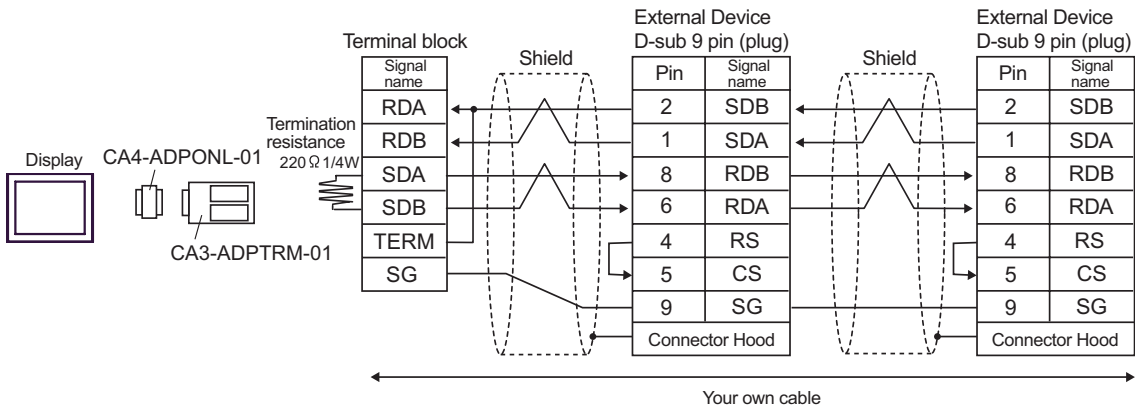 Display
CA4-ADPONL-01
CA3-ADPTRM-01
Termination
resistance
220 Ω 1/4W
Terminal block
Signal
name
RDA
RDB
SDA
SDB
TERM
SG
Shield
External Device
D-sub 9 pin (plug)
Pin Signal
name
2 SDB
1 SDA
8 RDB
6 RDA
4 RS
5 CS
9 SG
Connector Hood
Shield
External Device
D-sub 9 pin (plug)
Pin Signal
name
2 SDB
1 SDA
8 RDB
6 RDA
4 RS
5 CS
9 SG
Connector Hood
Your own cable